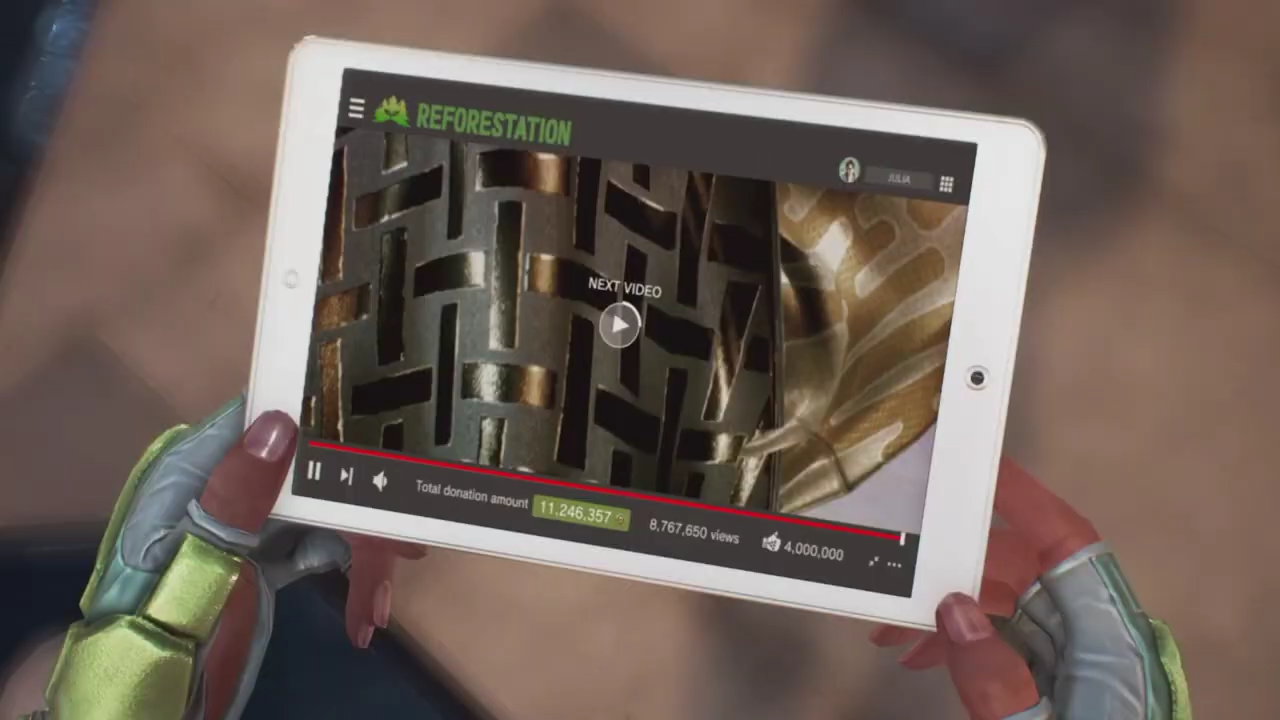 REFORESTATION
JULIA
NEXT VIDEO
Total donation amount 11,246,357 8,767,650 views 4,000,000